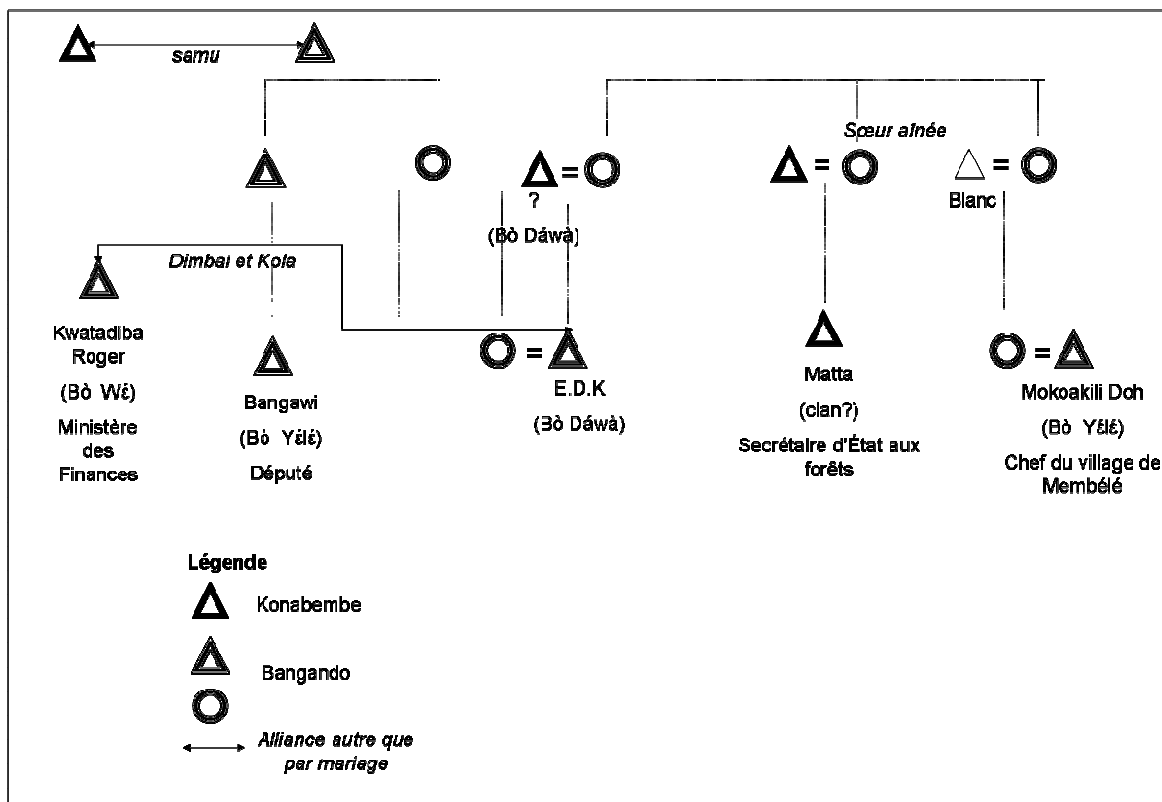 samu
Sœur aînée
=
=
=
?
Blanc
(Bò Dáwà)
Dimbai et Kola
Kwatadiba
Roger
(Bò Wɛ́)
Ministère
des
Finances
Bangawi
(Bò Yɛ́lɛ́)
Député
=
E.D.K
(Bò Dáwà)
Matta
(clan?)
Secrétaire d'État aux
forêts
=
Mokoakili Doh
(Bò Yɛ́lɛ́)
Chef du village de
Membélé
Légende
Konabembe
Bangando
Alliance autre que
par mariage